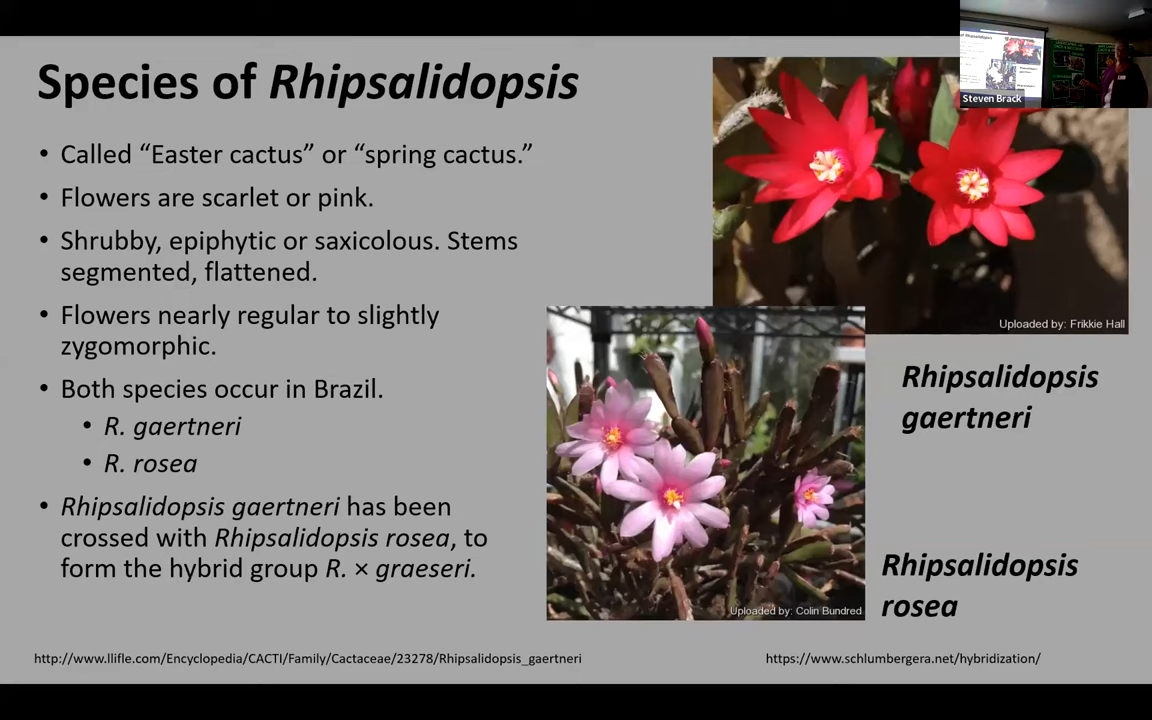 Species of Rhipsalidopsis
• Called “Easter cactus” or “spring cactus.”
• Flowers are scarlet or pink.
• Shrubby, epiphytic or saxicolous. Stems
segmented, flattened.
• Flowers nearly regular to slightly
zygomorphic.
• Both species occur in Brazil.
• R. gaertneri
• R. rosea
• Rhipsalidopsis gaertneri has been
crossed with Rhipsalidopsis rosea, to
form the hybrid group R. × graeseri.
Steven Brack
Uploaded by: Frikkie Hall
Rhipsalidopsis
gaertneri
Uploaded by: Colin Bundred
Rhipsalidopsis
rosea
http://www.llifle.com/Encyclopedia/CACTI/Family/Cactaceae/23278/Rhipsalidopsis_gaertneri
https://www.schlumbergera.net/hybridization/